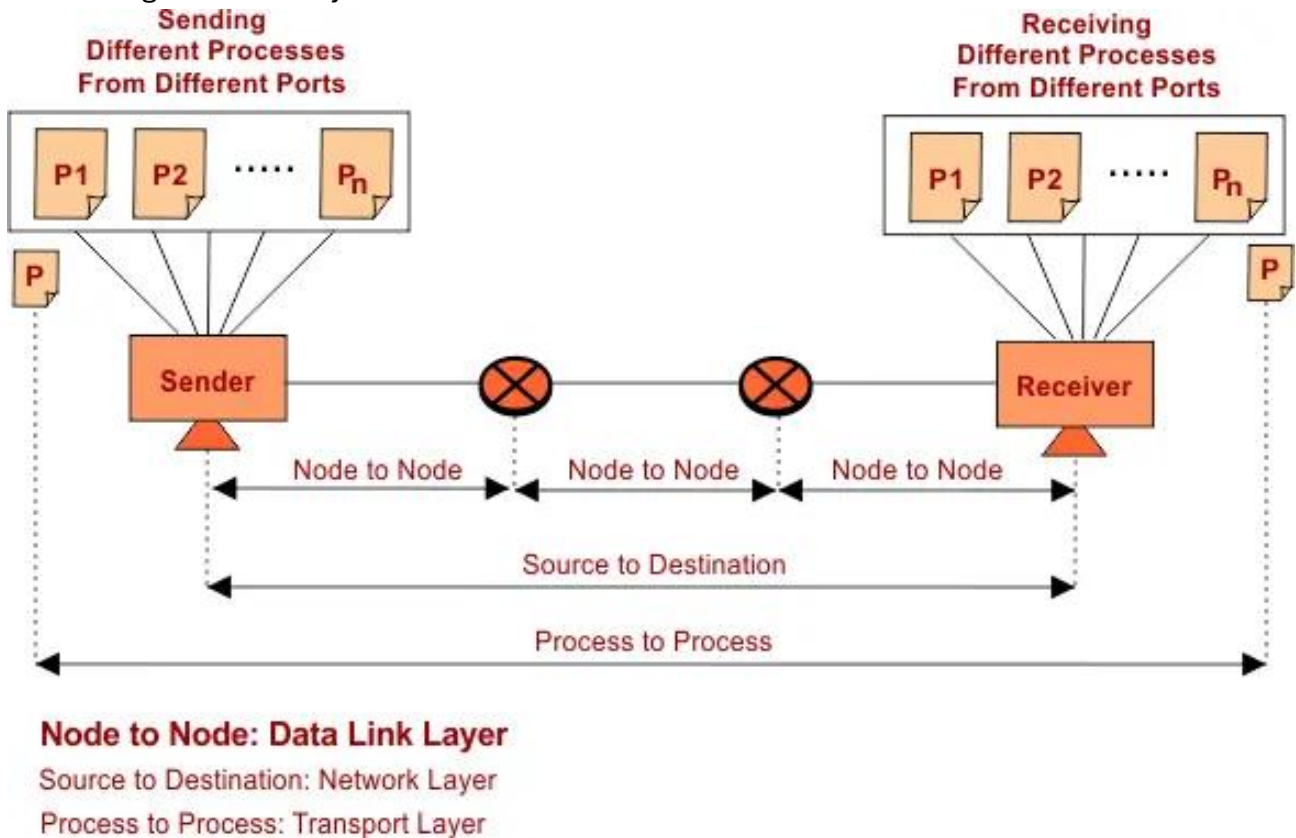 Sending
Different Processes
From Different Ports
Receiving
Different Processes
From Different Ports
P1 P2 ..... Pn
P1 P2 ..... Pn
P
P
Sender
Receiver
Node to Node
Node to Node
Node to Node
Source to Destination
Process to Process
Node to Node: Data Link Layer
Source to Destination: Network Layer
Process to Process: Transport Layer